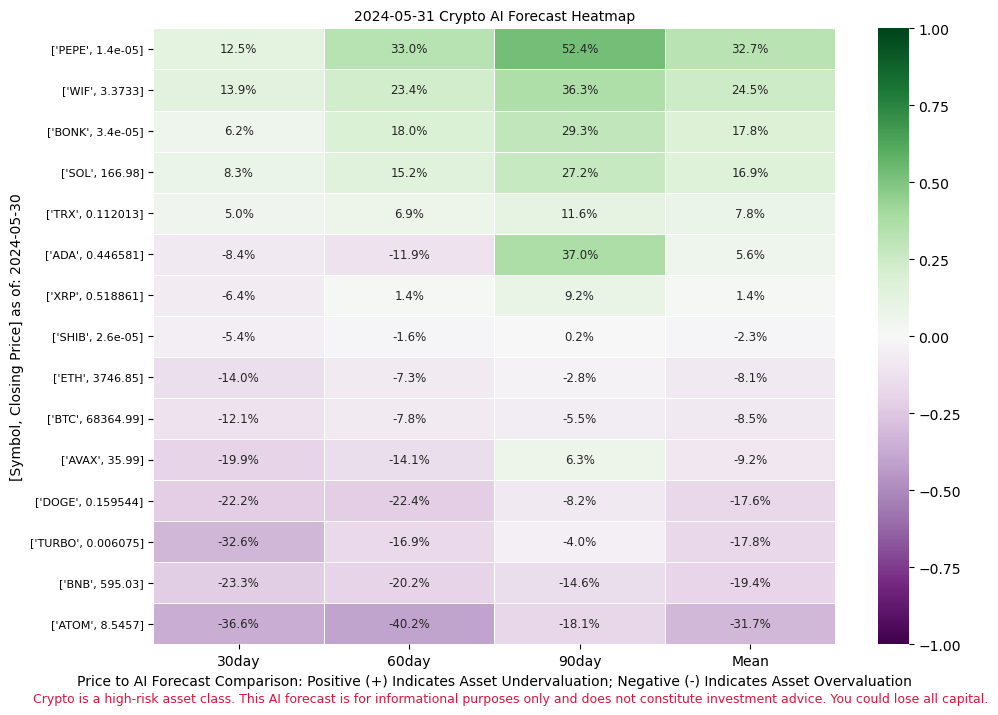 2024-05-31 Crypto AI Forecast Heatmap
['PEPE', 1.4e-05] 12.5% 33.0% 52.4% 32.7%
['WIF', 3.3733] 13.9% 23.4% 36.3% 24.5%
['BONK', 3.4e-05] 6.2% 18.0% 29.3% 17.8%
['SOL', 166.98] 8.3% 15.2% 27.2% 16.9%
['TRX', 0.112013] 5.0% 6.9% 11.6% 7.8%
['ADA', 0.446581] -8.4% -11.9% 37.0% 5.6%
['XRP', 0.518861] -6.4% 1.4% 9.2% 1.4%
['SHIB', 2.6e-05] -5.4% -1.6% 0.2% -2.3%
['ETH', 3746.85] -14.0% -7.3% -2.8% -8.1%
['BTC', 68364.99] -12.1% -7.8% -5.5% -8.5%
['AVAX', 35.99] -19.9% -14.1% 6.3% -9.2%
['DOGE', 0.159544] -22.2% -22.4% -8.2% -17.6%
['TURBO', 0.006075] -32.6% -16.9% -4.0% -17.8%
['BNB', 595.03] -23.3% -20.2% -14.6% -19.4%
['ATOM', 8.5457] -36.6% -40.2% -18.1% -31.7%
30day 60day 90day Mean
[Symbol, Closing Price] as of: 2024-05-30
1.00
0.75
0.50
0.25
0.00
−0.25
−0.50
−0.75
−1.00
Price to AI Forecast Comparison: Positive (+) Indicates Asset Undervaluation; Negative (-) Indicates Asset Overvaluation
Crypto is a high-risk asset class. This AI forecast is for informational purposes only and does not constitute investment advice. You could lose all capital.